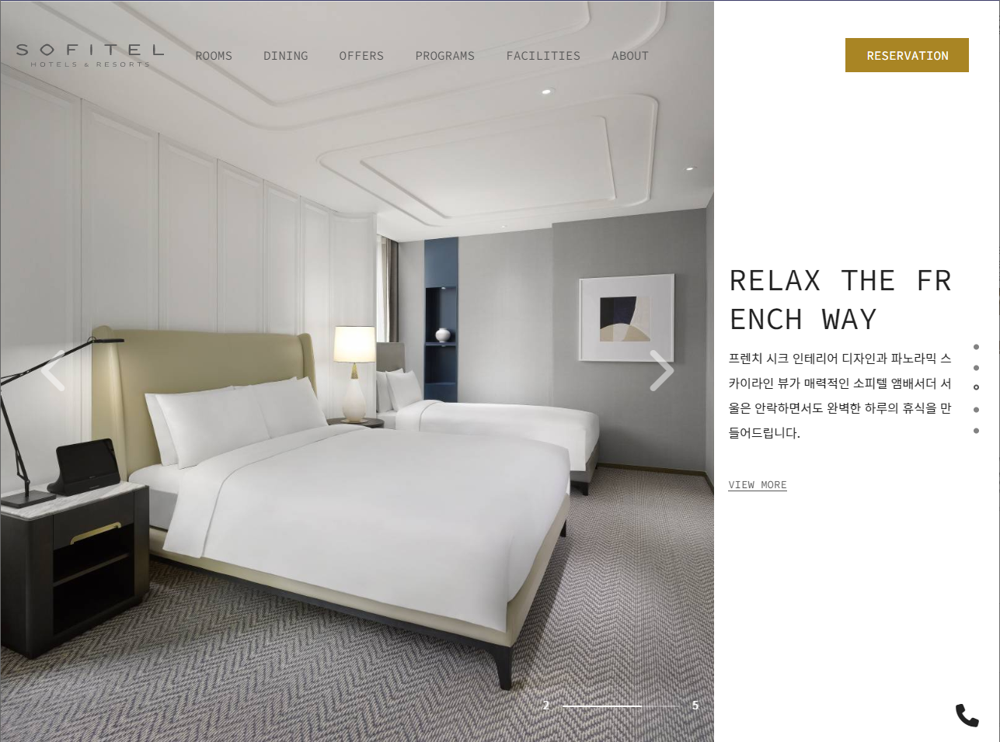 SOFITEL
HOTELS & RESORTS
ROOMS DINING OFFERS PROGRAMS FACILITIES ABOUT
RESERVATION
RELAX THE FR
ENCH WAY
프렌치 시크 인테리어 디자인과 파노라믹 스
카이라인 뷰가 매력적인 소피텔 앰배서더 서
울은 안락하면서도 완벽한 하루의 휴식을 만
들어드립니다.
VIEW MORE
2 5